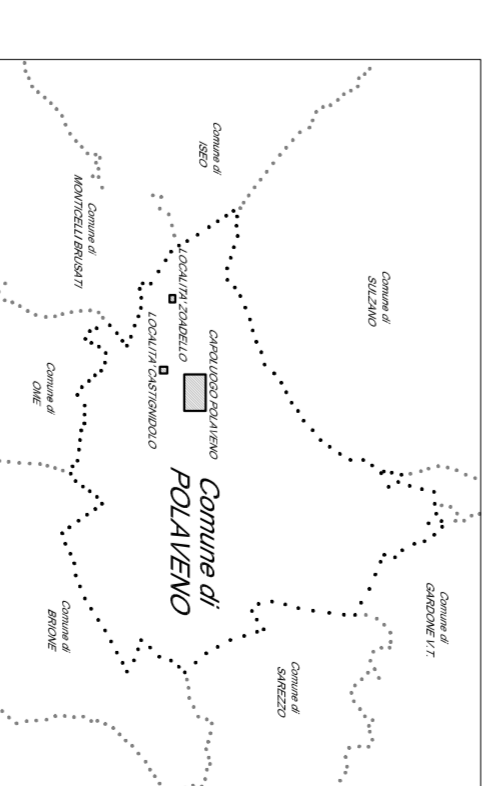 Comune di
SULZANO
Comune di
GARDONE V.T.
Comune di
ISEO
CAPOLUOGO POLAVENO
LOCALITA' ZOADELLO
LOCALITA' CASTIGNIDOLO
Comune di
POLAVENO
Comune di
SAREZZO
Comune di
MONTICELLI BRUSATI
Comune di
OME
Comune di
BRIONE